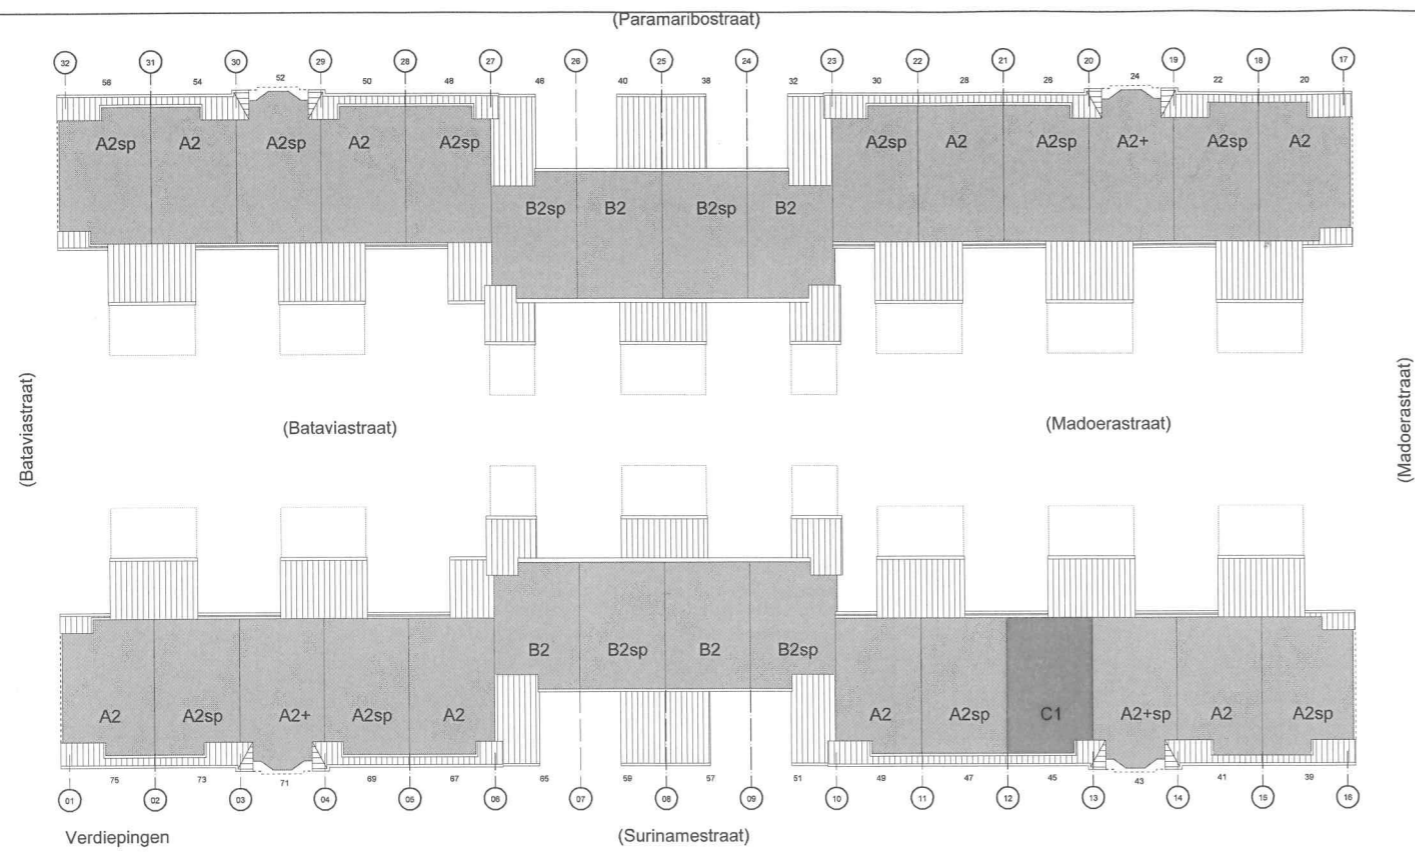 (Paramaribostraat)
32 31 30 29 28 27 26 25 24 23 22 21 20 19 18 17
56 54 52 50 48 46 40 38 32 30 28 26 24 22 20
A2sp A2 A2sp A2 A2sp A2sp A2 A2sp A2+ A2sp A2
B2sp B2 B2sp B2
(Bataviastraat)
(Bataviastraat) (Madoerastraat)
(Madoerastraat)
B2 B2sp B2 B2sp
A2 A2sp A2+ A2sp A2 A2 A2sp C1 A2+sp A2 A2sp
75 73 71 69 67 65 59 57 51 49 47 45 43 41 39
01 02 03 04 05 06 07 08 09 10 11 12 13 14 15 16
Verdiepingen (Surinamestraat)